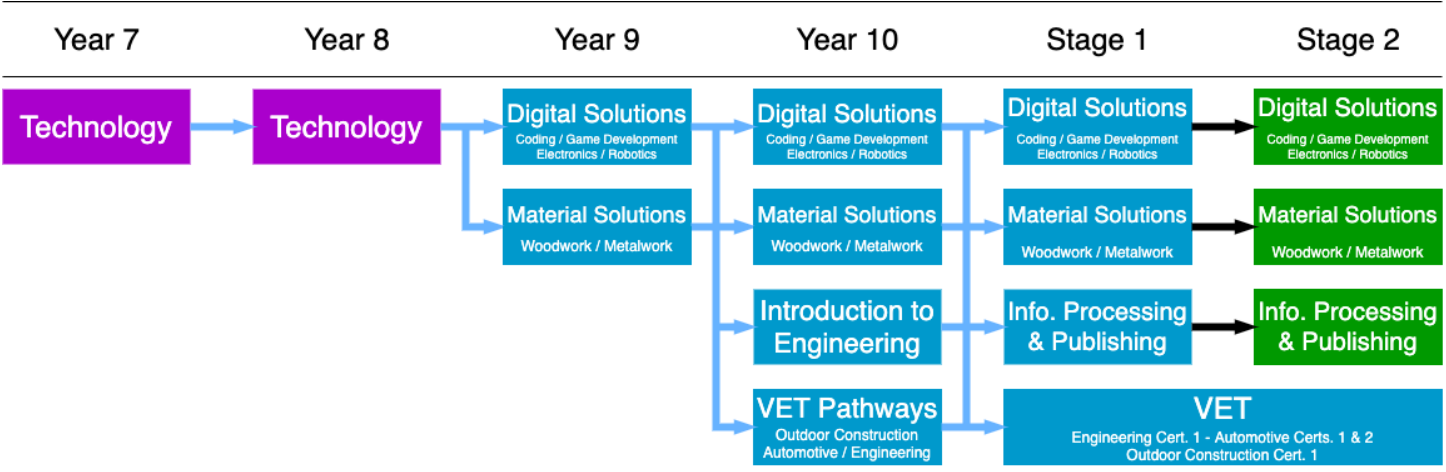 Year 7
Year 8
Year 9
Year 10
Stage 1
Stage 2
Technology
Technology
Digital Solutions
Coding / Game Development
Electronics / Robotics
Digital Solutions
Coding / Game Development
Electronics / Robotics
Digital Solutions
Coding / Game Development
Electronics / Robotics
Digital Solutions
Coding / Game Development
Electronics / Robotics
Material Solutions
Woodwork / Metalwork
Material Solutions
Woodwork / Metalwork
Material Solutions
Woodwork / Metalwork
Material Solutions
Woodwork / Metalwork
Introduction to
Engineering
Info. Processing
& Publishing
Info. Processing
& Publishing
VET Pathways
Outdoor Construction
Automotive / Engineering
VET
Engineering Cert. 1 - Automotive Certs. 1 & 2
Outdoor Construction Cert. 1